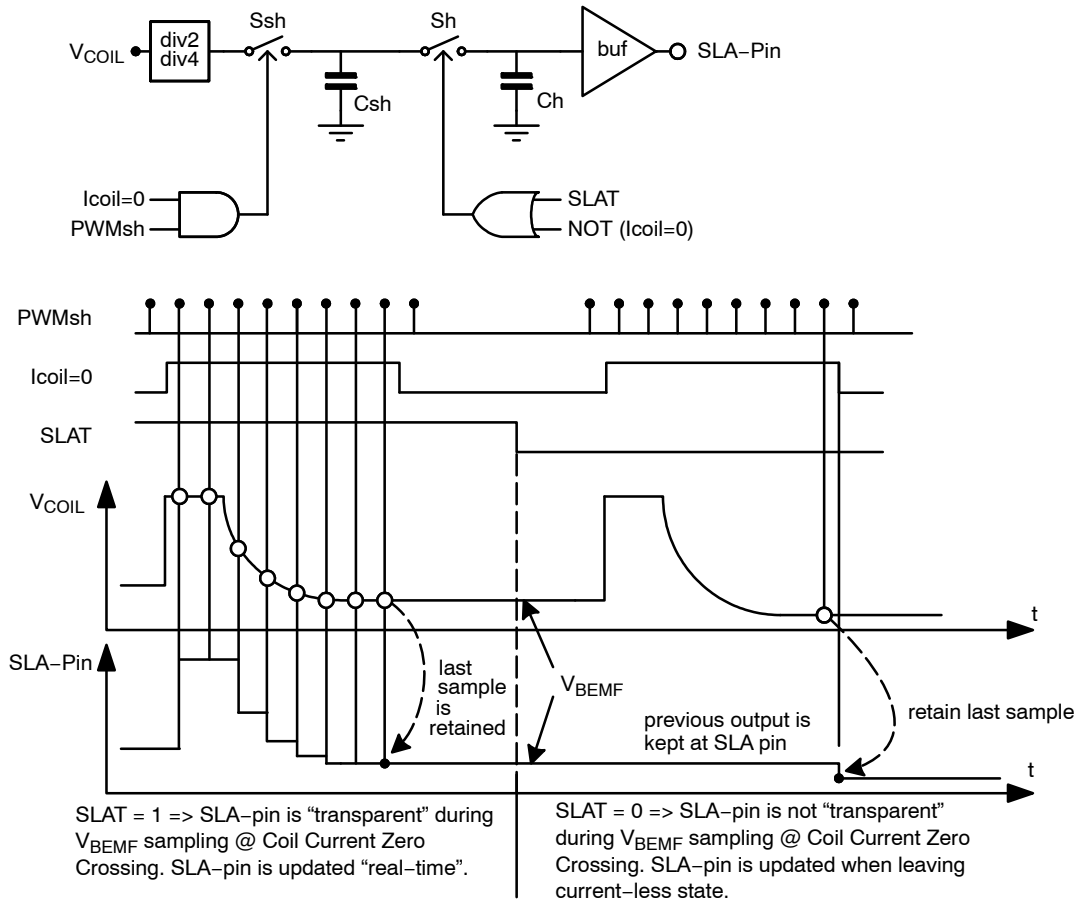 Ssh
Sh
V_COIL
div2
div4
buf
SLA−Pin
Csh
Ch
Icoil=0
PWMsh
SLAT
NOT (Icoil=0)
PWMsh
Icoil=0
SLAT
V_COIL
t
SLA−Pin
last
sample
is
retained
V_BEMF
previous output is
kept at SLA pin
retain last sample
t
SLAT = 1 => SLA−pin is “transparent” during
V_BEMF sampling @ Coil Current Zero
Crossing. SLA−pin is updated “real−time”.
SLAT = 0 => SLA−pin is not “transparent”
during V_BEMF sampling @ Coil Current Zero
Crossing. SLA−pin is updated when leaving
current−less state.